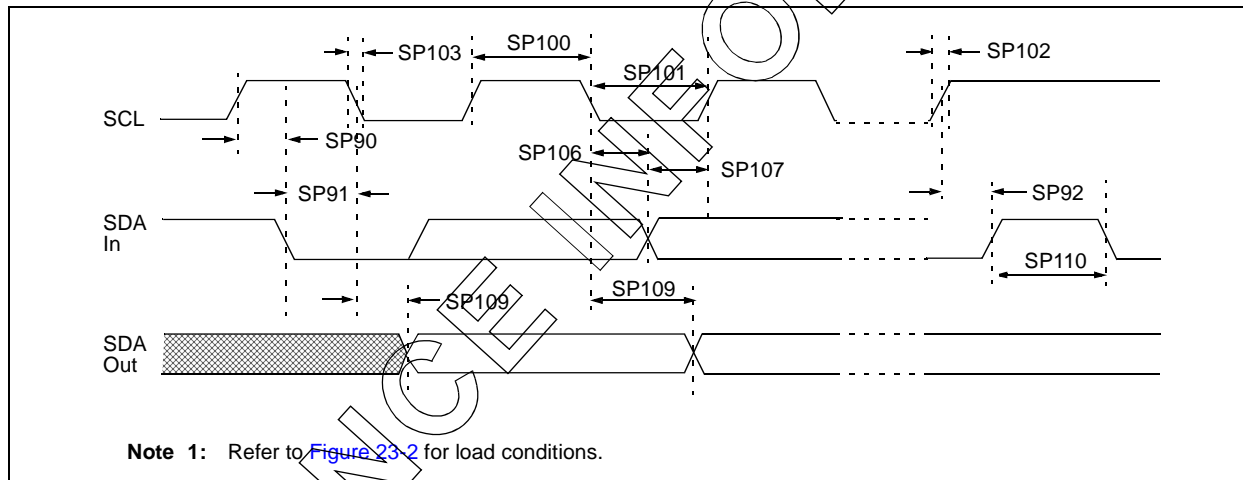 SP103
SP100
SP101
SP102
SCL
SP90
SP106
SP107
SP91
SP92
SDA
In
SP110
SP109
SP109
SDA
Out
Note 1: Refer to Figure 23-2 for load conditions.